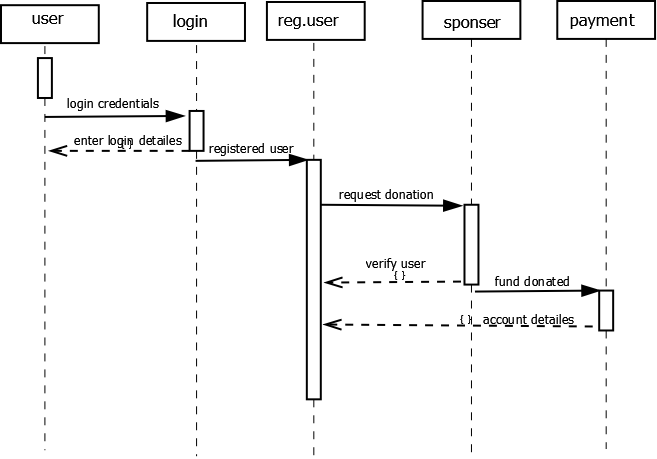 user
login
reg.user
sponser
payment
login credentials
enter login detailes
{ }
registered user
request donation
verify user
{ }
fund donated
{ } account detailes